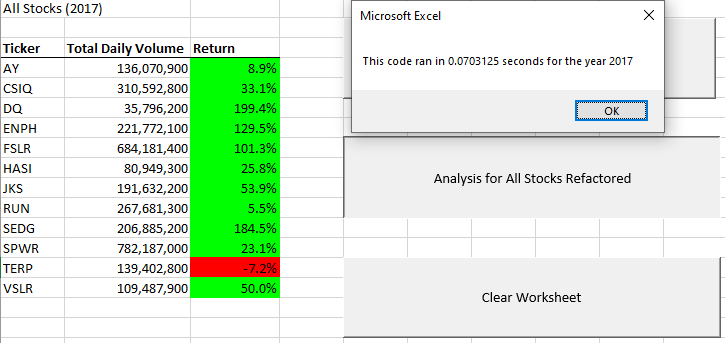 All Stocks (2017)
Microsoft Excel
This code ran in 0.0703125 seconds for the year 2017
OK
Ticker Total Daily Volume Return
AY 136,070,900 8.9%
CSIQ 310,592,800 33.1%
DQ 35,796,200 199.4%
ENPH 221,772,100 129.5%
FSLR 684,181,400 101.3%
HASI 80,949,300 25.8%
JKS 191,632,200 53.9%
RUN 267,681,300 5.5%
SEDG 206,885,200 184.5%
SPWR 782,187,000 23.1%
TERP 139,402,800 -7.2%
VSLR 109,487,900 50.0%
Analysis for All Stocks Refactored
Clear Worksheet